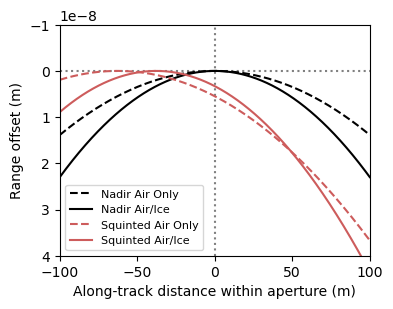 1e−8
−1
0
1
2
3
4
Range offset (m)
Nadir Air Only
Nadir Air/Ice
Squinted Air Only
Squinted Air/Ice
−100 −50 0 50 100
Along-track distance within aperture (m)